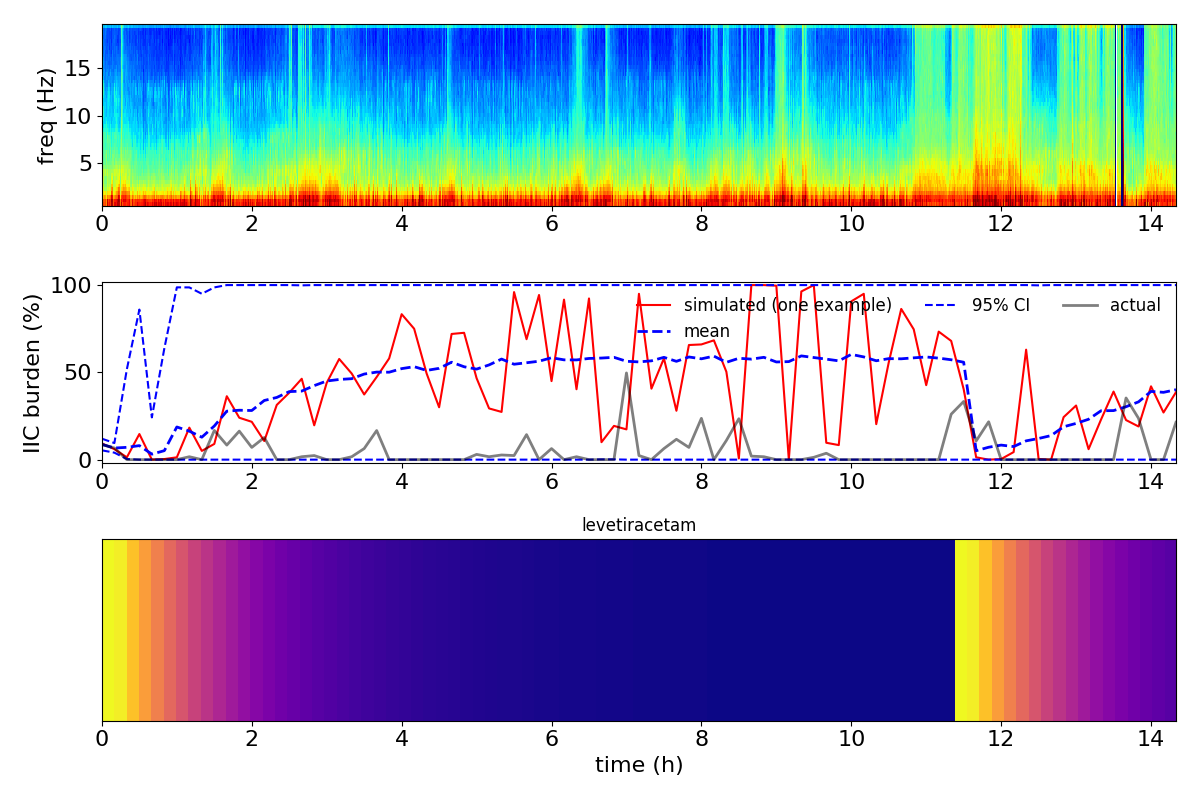 freq (Hz)
15
10
5
0 2 4 6 8 10 12 14
IIC burden (%)
100
50
0
simulated (one example) 95% CI actual
mean
0 2 4 6 8 10 12 14
levetiracetam
0 2 4 6 8 10 12 14
time (h)